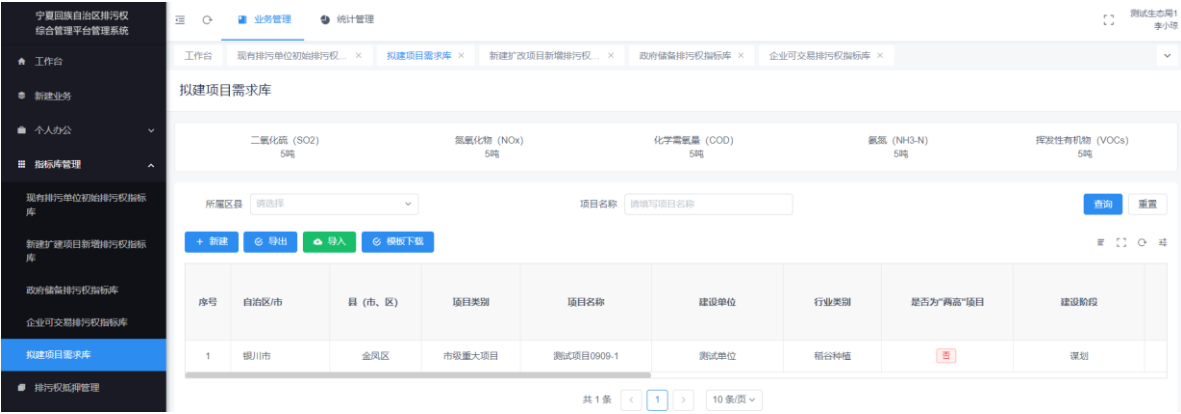 宁夏回族自治区排污权
综合管理平台管理系统
业务管理
统计管理
测试生态局1
李小琼
工作台
现有排污单位初始排污权... ×
拟建项目需求库 ×
新建扩改项目新增排污权... ×
政府储备排污权指标库 ×
企业可交易排污权指标库 ×
工作台
新建业务
个人办公
指标库管理
现有排污单位初始排污权指标
库
新建扩建项目新增排污权指标
库
政府储备排污权指标库
企业可交易排污权指标库
拟建项目需求库
排污权抵押管理
拟建项目需求库
二氧化硫 (SO2)
5吨
氮氧化物 (NOx)
5吨
化学需氧量 (COD)
5吨
氨氮 (NH3-N)
5吨
挥发性有机物 (VOCs)
5吨
所属区县 请选择
项目名称 请填写项目名称
查询 重置
+ 新建 导出 导入 模板下载
序号 自治区/市 县 (市、区) 项目类别 项目名称 建设单位 行业类别 是否为"两高"项目 建设阶段
1 银川市 金凤区 市级重大项目 测试项目0909-1 测试单位 稻谷种植 否 谋划
共 1 条 < 1 > 10 条/页